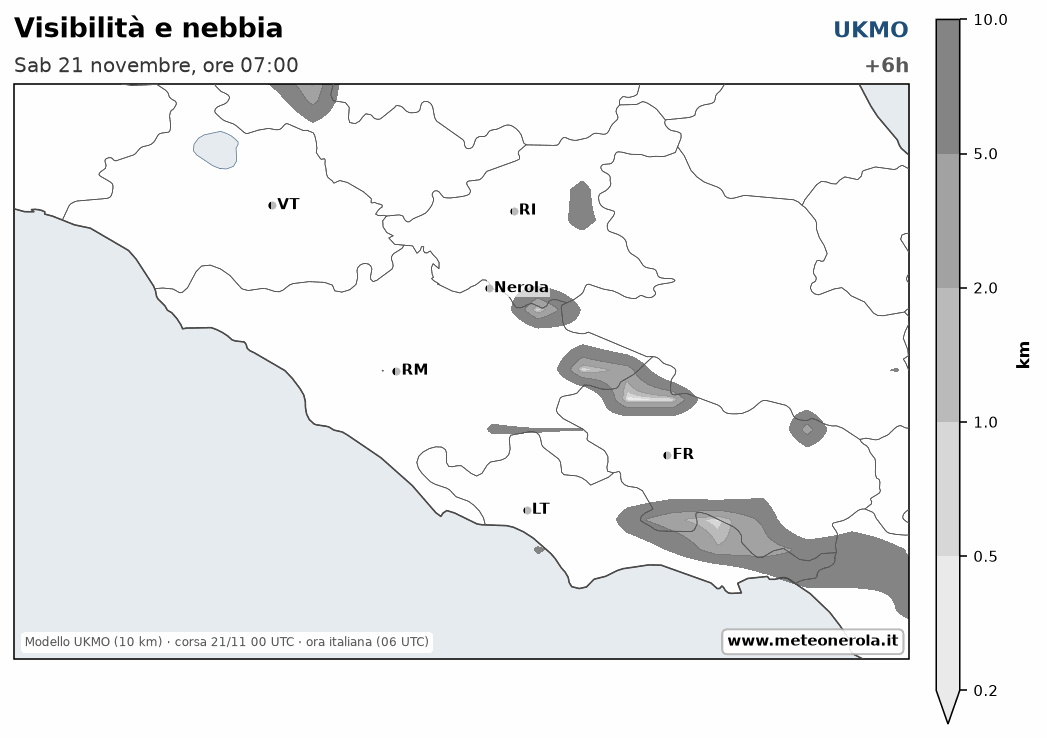 Visibilità e nebbia
UKMO
Sab 21 novembre, ore 07:00
+6h
10.0
5.0
2.0
1.0
0.5
0.2
km
VT
RI
Nerola
RM
FR
LT
Modello UKMO (10 km) · corsa 21/11 00 UTC · ora italiana (06 UTC)
www.meteonerola.it